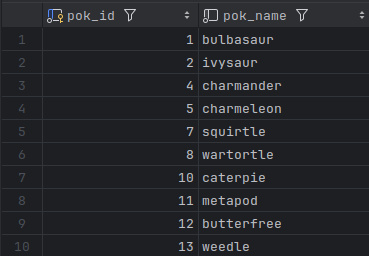 pok_id pok_name
1 1 bulbasaur
2 2 ivysaur
3 4 charmander
4 5 charmeleon
5 7 squirtle
6 8 wartortle
7 10 caterpie
8 11 metapod
9 12 butterfree
10 13 weedle